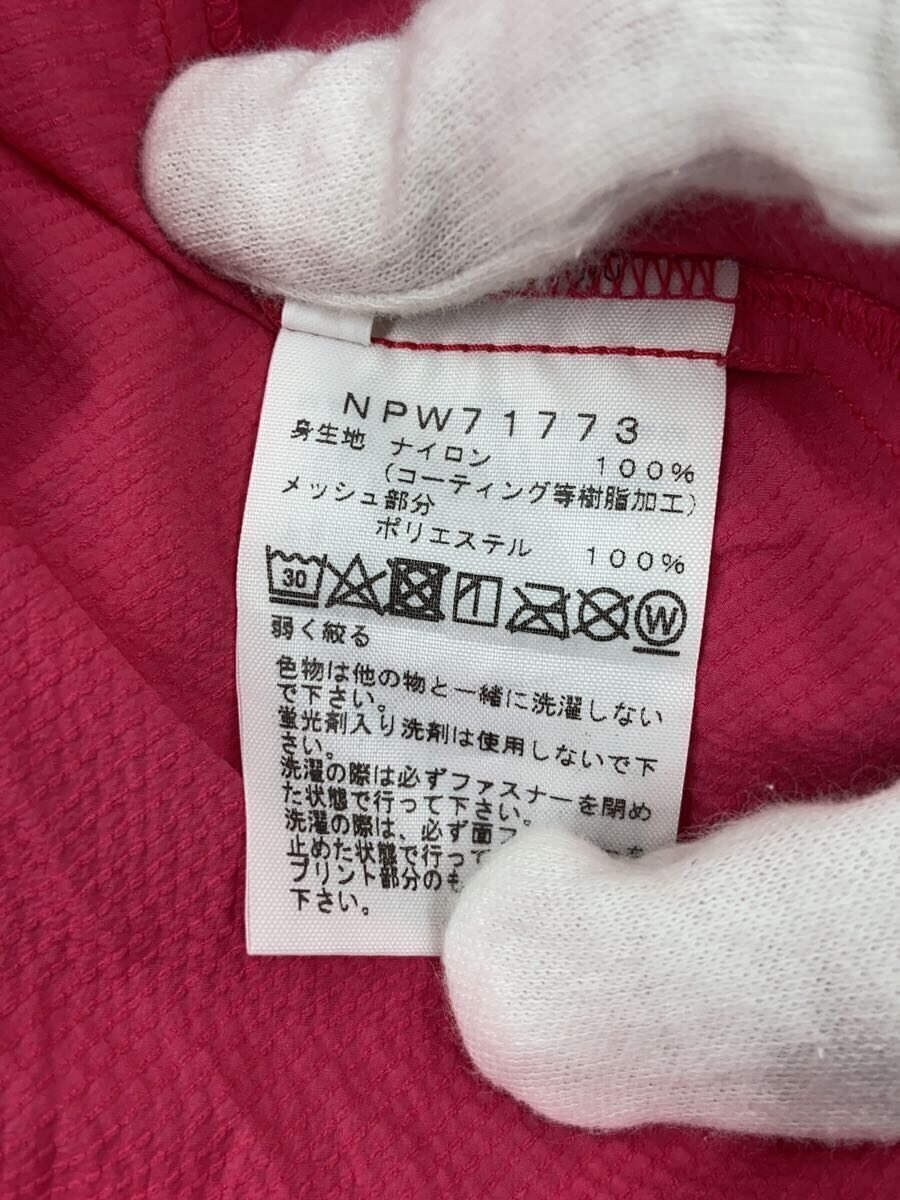 NPW71773
身生地 ナイロン 100%
(コーティング等樹脂加工)
メッシュ部分
ポリエステル 100%
30 W
弱く絞る
色物は他の物と一緒に洗濯しない
で下さい。
蛍光剤入り洗剤は使用しないで下
さい。
洗濯の際は必ずファスナーを閉め
た状態で行って下さい。
洗濯の際は、必ず面フ
を
止めた状態で行って
プリント部分のも
下さい。